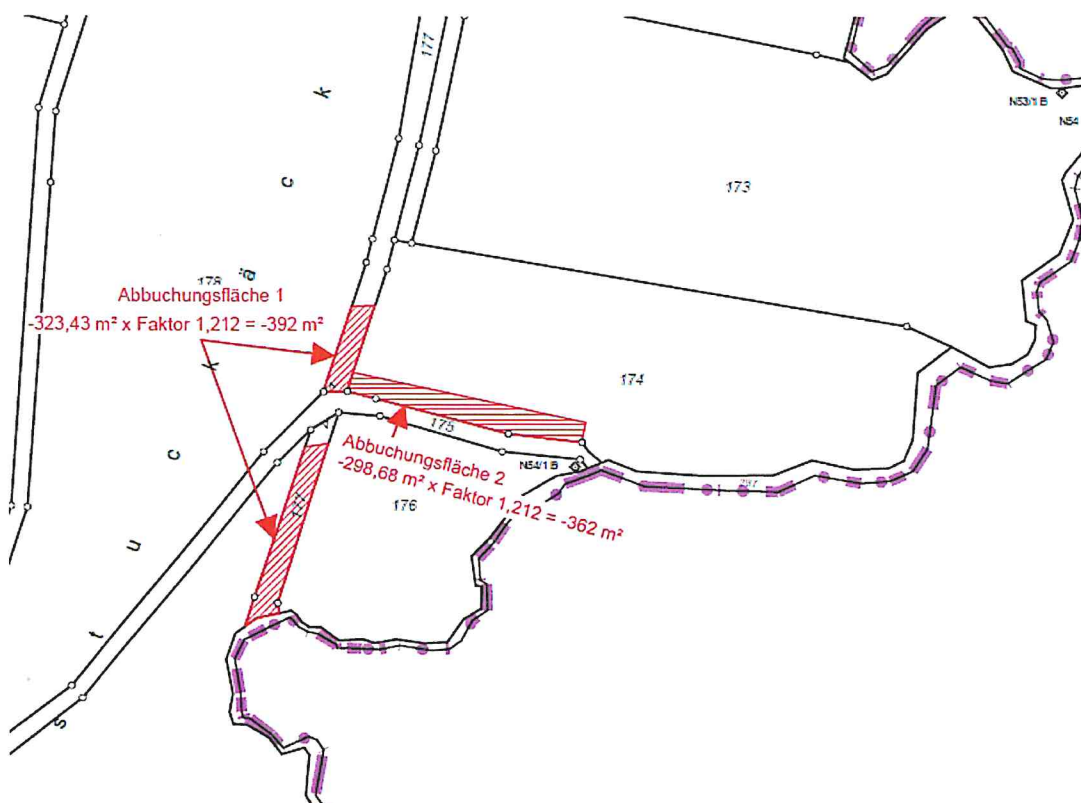 177
k
N53/1 B
N54
173
c
ä
178
Abbuchungsfläche 1
-323,43 m² x Faktor 1,212 = -392 m²
k
174
175
Abbuchungsfläche 2
-298,68 m² x Faktor 1,212 = -362 m²
N54/1 B
c
176
u
t
s